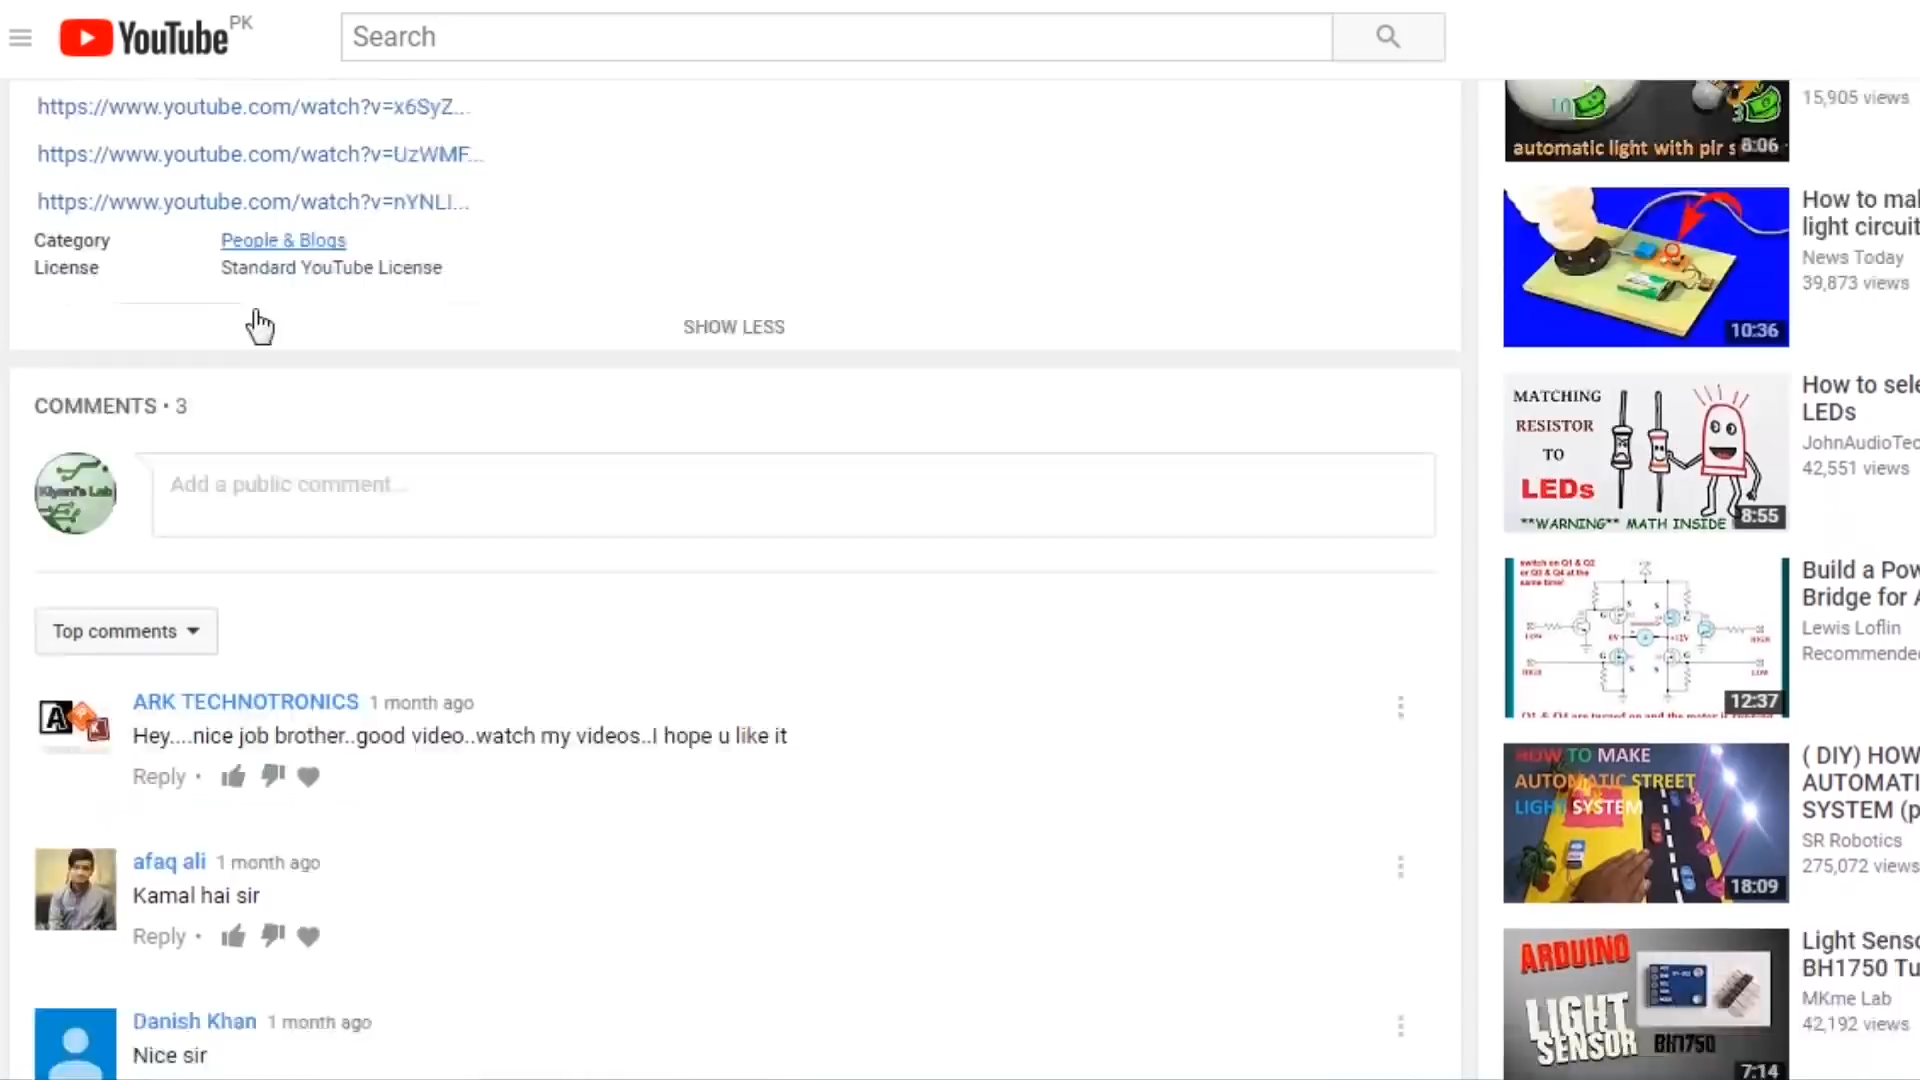 YouTube PK
Search
https://www.youtube.com/watch?v=x6SyZ...
https://www.youtube.com/watch?v=UzWMF...
https://www.youtube.com/watch?v=nYNLI...
Category People & Blogs
License Standard YouTube License
SHOW LESS
COMMENTS • 3
Kiyani's Lab
Add a public comment...
Top comments
ARK TECHNOTRONICS 1 month ago
Hey....nice job brother..good video..watch my videos..I hope u like it
Reply •
afaq ali 1 month ago
Kamal hai sir
Reply •
Danish Khan 1 month ago
Nice sir
automatic light with pir s
8:06
15,905 views
10:36
How to mal
light circuit
News Today
39,873 views
MATCHING
RESISTOR
TO
LEDs
**WARNING** MATH INSIDE
8:55
How to sele
LEDs
JohnAudioTec
42,551 views
switch on Q1 & Q2
or Q3 & Q4 at the
same time!
12:37
Build a Pow
Bridge for A
Lewis Loflin
Recommended
HOW TO MAKE
AUTOMATIC STREET
LIGHT SYSTEM
18:09
( DIY) HOW
AUTOMATI
SYSTEM (p
SR Robotics
275,072 views
ARDUINO
LIGHT
SENSOR
BH1750
7:14
Light Senso
BH1750 Tu
MKme Lab
42,192 views